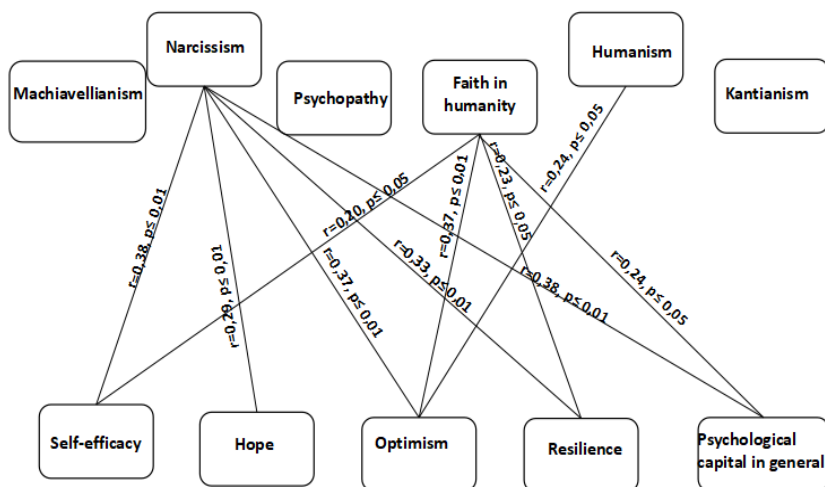 Narcissism
Humanism
Machiavellianism
Psychopathy
Faith in
humanity
Kantianism
r=0,38, p≤ 0,01
r=0,29, p≤ 0,01
r=0,37, p≤ 0,01
r=0,33, p≤0,01
r=0,38, p≤ 0,01
r=0,20, p≤ 0,05
r=0,37, p≤ 0,01
r=0,23, p≤ 0,05
r=0,24, p≤ 0,05
r=0,24, p≤ 0,05
Self-efficacy
Hope
Optimism
Resilience
Psychological
capital in general